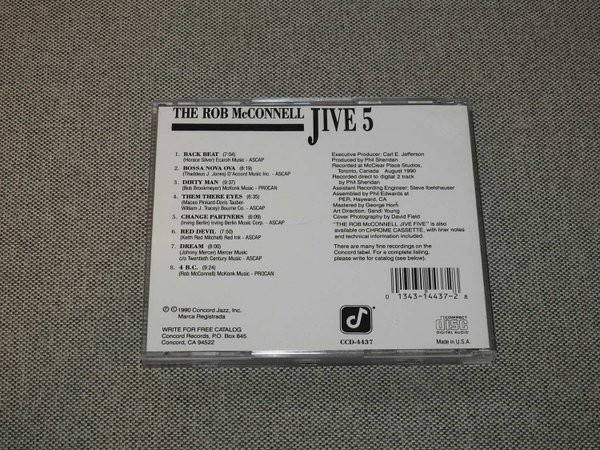 THE ROB McCONNELL
JIVE 5
1. BACK BEAT (7:04)
(Horace Silver) Ecaroh Music - ASCAP
2. BOSSA NOVA OVA (8:19)
(Thaddeus J. Jones) D'Accord Music Inc. - ASCAP
3. DIRTY MAN (9:37)
(Bob Brookmeyer) McKonk Music - PROCAN
4. THEM THERE EYES (6:35)
(Maceo Pinkard-Doris Tauber-
William J. Tracey) Bourne Co. - ASCAP
5. CHANGE PARTNERS (6:09)
(Irving Berlin) Irving Berlin Music Corp. - ASCAP
6. RED DEVIL (7:50)
(Keith Red Mitchell) Red Ink - ASCAP
7. DREAM (8:00)
(Johnny Mercer) Mercer Music
c/o Twentieth Century Music - ASCAP
8. 4 B.C. (9:24)
(Rob McConnell) McKonk Music - PROCAN
Executive Producer: Carl E. Jefferson
Produced by Phil Sheridan
Recorded at McClear Place Studios,
Toronto, Canada August 1990
Recorded direct to digital 2 track
by Phil Sheridan
Assistant Recording Engineer: Steve Ibelshauser
Assembled by Phil Edwards at
PER, Hayward, CA
Mastered by George Horn
Art Direction: Sandi Young
Cover Photography by David Field
"THE ROB McCONNELL JIVE FIVE" is also
available on CHROME CASSETTE, with liner notes
and technical information included.
There are many fine recordings on the
Concord label. For a complete listing,
please write for catalog (see below).
0 13431-4437-2 8
℗ © 1990 Concord Jazz, Inc.
Marca Registrada
WRITE FOR FREE CATALOG
Concord Records, P.O. Box 845
Concord, CA 94522
CCD-4437
COMPACT
disc
DIGITAL AUDIO
Made in U.S.A.